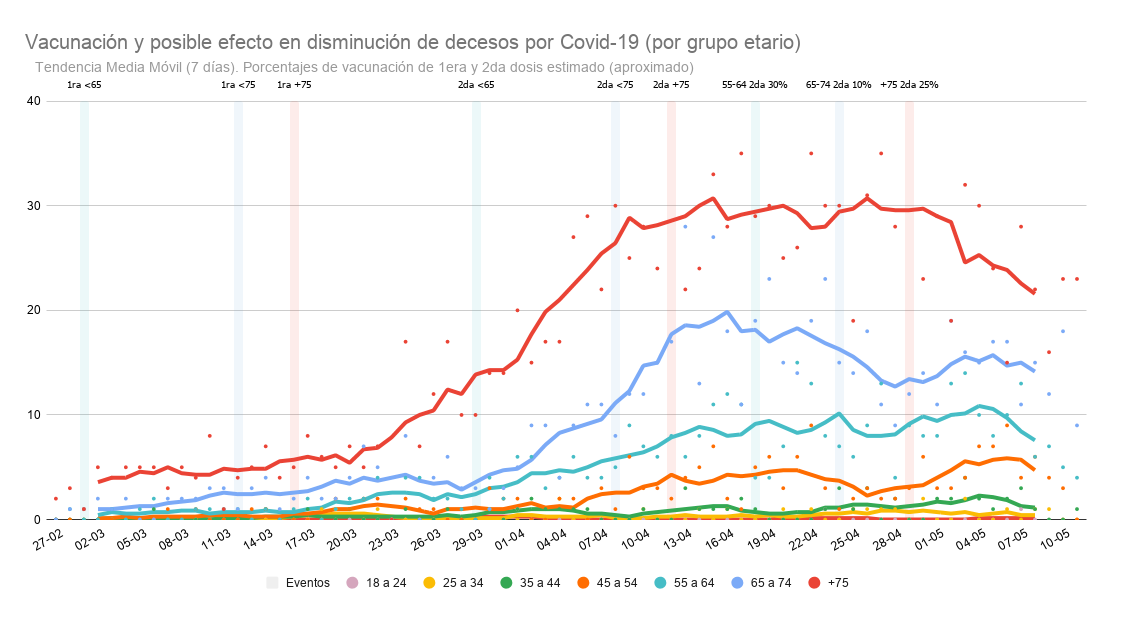 Vacunación y posible efecto en disminución de decesos por Covid-19 (por grupo etario)
Tendencia Media Móvil (7 días). Porcentajes de vacunación de 1era y 2da dosis estimado (aproximado)
1ra <65 1ra <75 1ra +75 2da <65 2da <75 2da +75 55-64 2da 30% 65-74 2da 10% +75 2da 25%
40
30
20
10
0
27-02 02-03 05-03 08-03 11-03 14-03 17-03 20-03 23-03 26-03 29-03 01-04 04-04 07-04 10-04 13-04 16-04 19-04 22-04 25-04 28-04 01-05 04-05 07-05 10-05
Eventos 18 a 24 25 a 34 35 a 44 45 a 54 55 a 64 65 a 74 +75